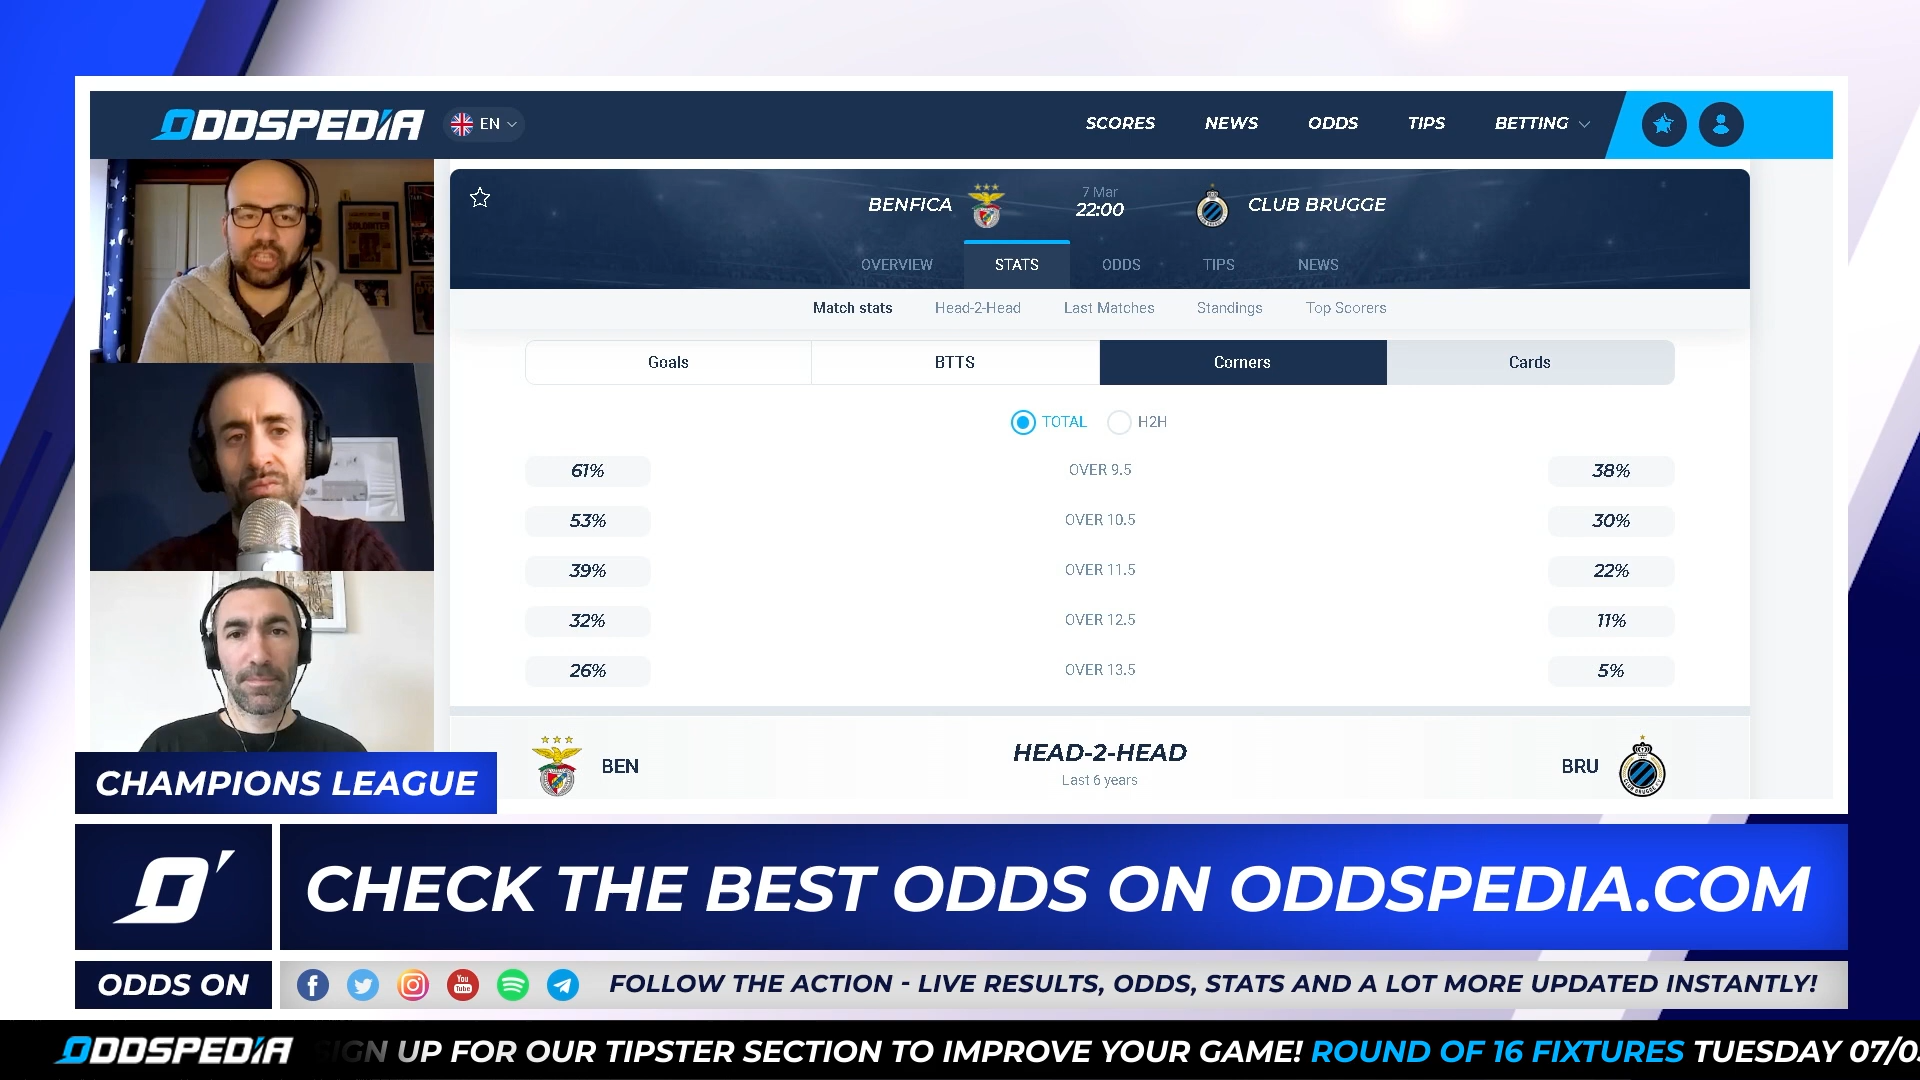 ODDSPEDIA
EN
SCORES NEWS ODDS TIPS BETTING
BENFICA 7 Mar 22:00 CLUB BRUGGE
OVERVIEW STATS ODDS TIPS NEWS
Match stats Head-2-Head Last Matches Standings Top Scorers
Goals BTTS Corners Cards
TOTAL H2H
61% OVER 9.5 38%
53% OVER 10.5 30%
39% OVER 11.5 22%
32% OVER 12.5 11%
26% OVER 13.5 5%
BEN HEAD-2-HEAD BRU
Last 6 years
CHAMPIONS LEAGUE
CHECK THE BEST ODDS ON ODDSPEDIA.COM
ODDS ON
You Tube
FOLLOW THE ACTION - LIVE RESULTS, ODDS, STATS AND A LOT MORE UPDATED INSTANTLY!
ODDSPEDIA SIGN UP FOR OUR TIPSTER SECTION TO IMPROVE YOUR GAME! ROUND OF 16 FIXTURES TUESDAY 07/0